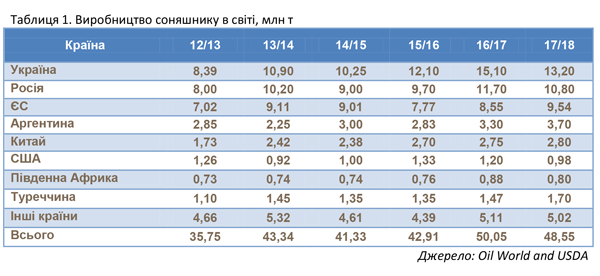 Таблиця 1. Виробництво соняшнику в світі, млн т
Країна 12/13 13/14 14/15 15/16 16/17 17/18
Україна 8,39 10,90 10,25 12,10 15,10 13,20
Росія 8,00 10,20 9,00 9,70 11,70 10,80
ЄС 7,02 9,11 9,01 7,77 8,55 9,54
Аргентина 2,85 2,25 3,00 2,83 3,30 3,70
Китай 1,73 2,42 2,38 2,70 2,75 2,80
США 1,26 0,92 1,00 1,33 1,20 0,98
Південна Африка 0,73 0,74 0,74 0,76 0,88 0,80
Туреччина 1,10 1,45 1,35 1,35 1,47 1,70
Інші країни 4,66 5,32 4,61 4,39 5,11 5,02
Всього 35,75 43,34 41,33 42,91 50,05 48,55
Джерело: Oil World and USDA